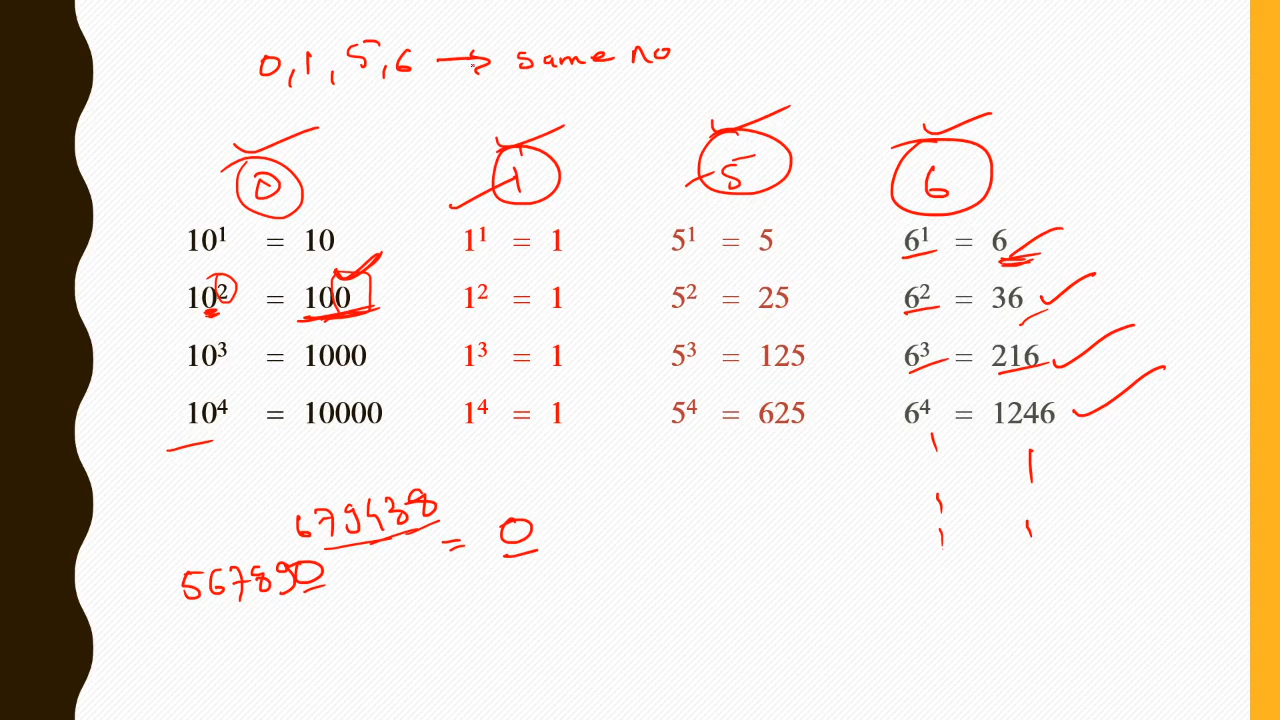 0, 1, 5, 6 → same no
0 1 5 6
10¹ = 10 1¹ = 1 5¹ = 5 6¹ = 6
10² = 100 1² = 1 5² = 25 6² = 36
10³ = 1000 1³ = 1 5³ = 125 6³ = 216
10⁴ = 10000 1⁴ = 1 5⁴ = 625 6⁴ = 1246
567890⁶⁷⁹⁴³⁸ = 0